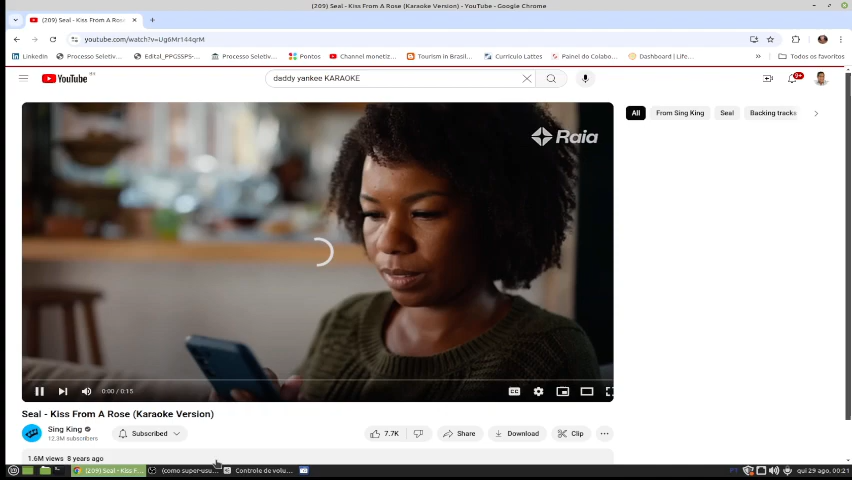 (209) Seal - Kiss From A Rose (Karaoke Version) - YouTube - Google Chrome
(209) Seal - Kiss From A Rose
youtube.com/watch?v=Ug6Mr144qrM
LinkedIn
Processo Seletiv...
Edital_PPGSSPS-...
Processo Seletiv...
Pontos
Channel monetiz...
Tourism in Brasil...
Currículo Lattes
Painel do Colabo...
Dashboard | Life...
Todos os favoritos
YouTube
daddy yankee KARAOKE
9+
Raia
All
From Sing King
Seal
Backing tracks
0:00 / 0:15
Seal - Kiss From A Rose (Karaoke Version)
Sing King
12.3M subscribers
Subscribed
7.7K
Share
Download
Clip
1.6M views 8 years ago
(209) Seal - Kiss F...
(como super-usu...
Controle de volu...
PT
qui 29 ago, 00:21